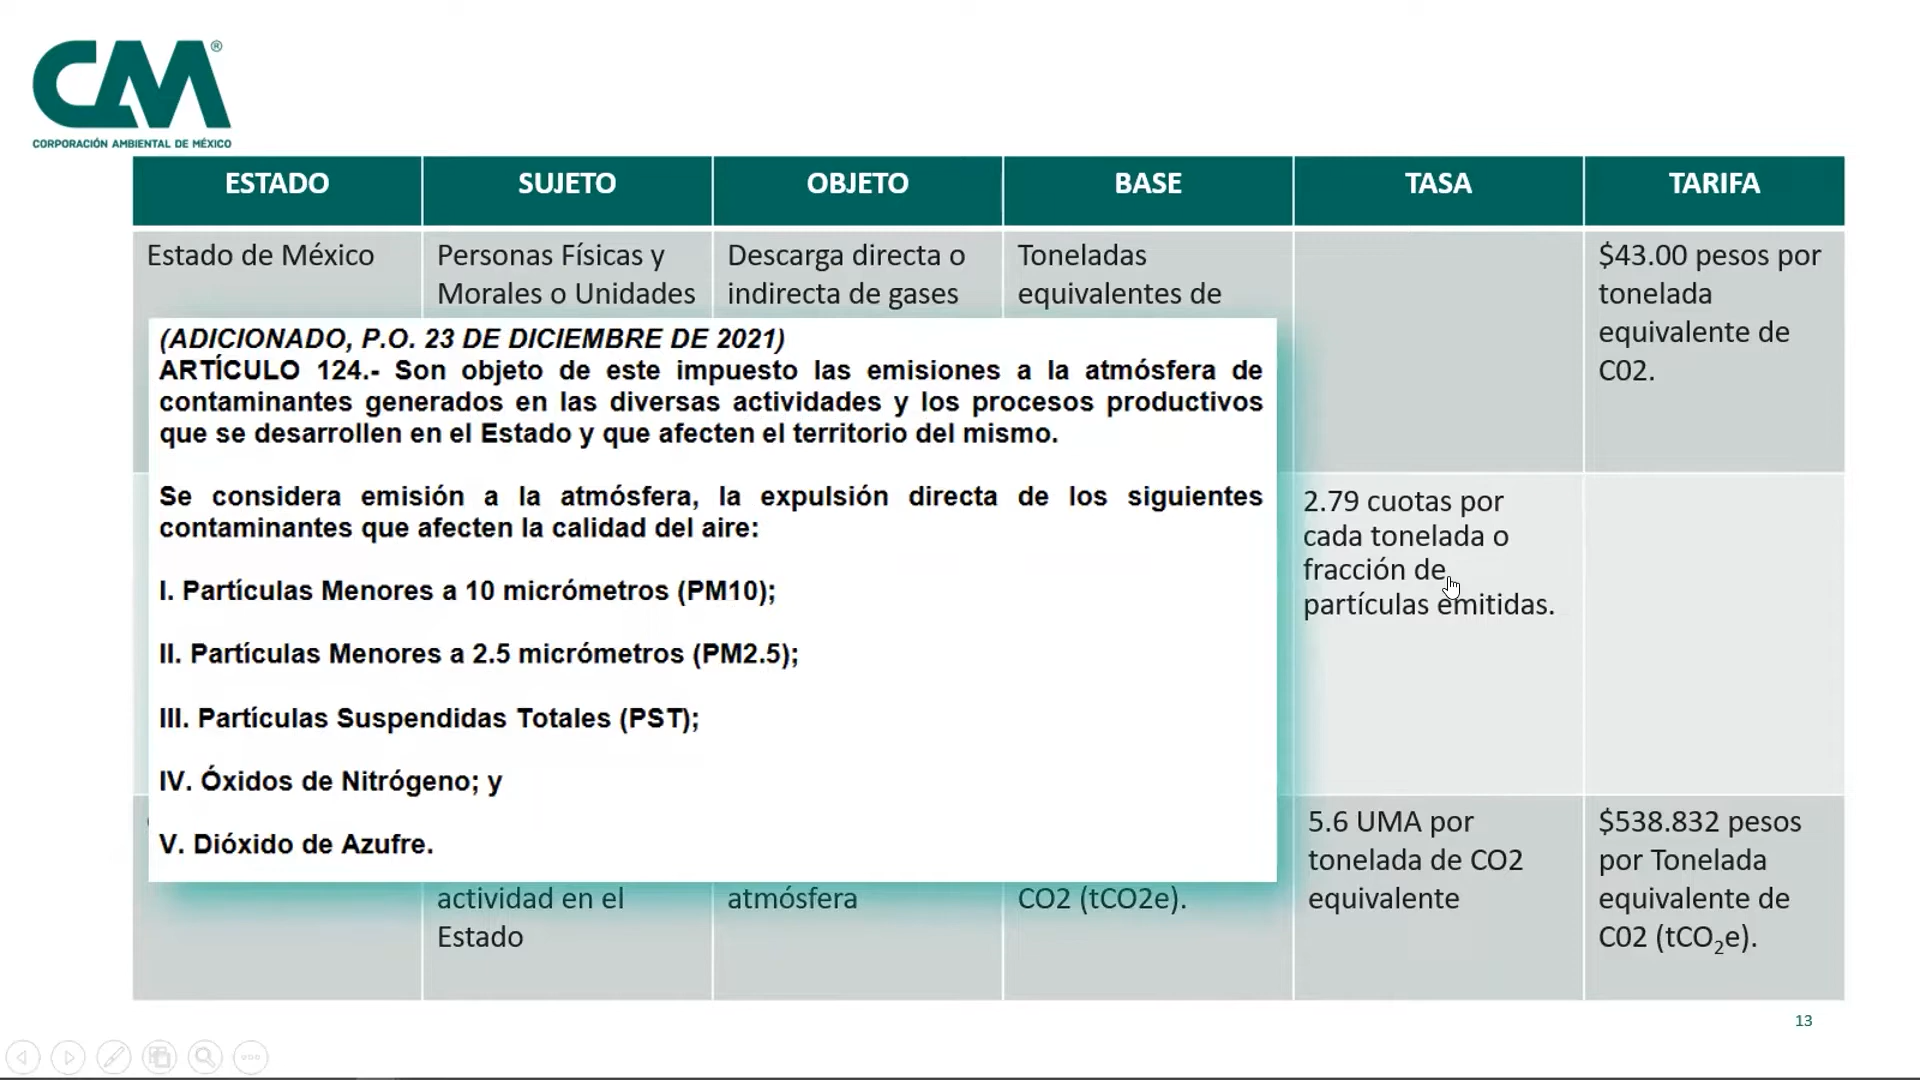 CM®
CORPORACIÓN AMBIENTAL DE MÉXICO
ESTADO SUJETO OBJETO BASE TASA TARIFA
Estado de México
Personas Físicas y
Morales o Unidades
Descarga directa o
indirecta de gases
Toneladas
equivalentes de
$43.00 pesos por
tonelada
equivalente de
C02.
(ADICIONADO, P.O. 23 DE DICIEMBRE DE 2021)
ARTÍCULO 124.- Son objeto de este impuesto las emisiones a la atmósfera de
contaminantes generados en las diversas actividades y los procesos productivos
que se desarrollen en el Estado y que afecten el territorio del mismo.
Se considera emisión a la atmósfera, la expulsión directa de los siguientes
contaminantes que afecten la calidad del aire:
I. Partículas Menores a 10 micrómetros (PM10);
II. Partículas Menores a 2.5 micrómetros (PM2.5);
III. Partículas Suspendidas Totales (PST);
IV. Óxidos de Nitrógeno; y
V. Dióxido de Azufre.
2.79 cuotas por
cada tonelada o
fracción de
partículas emitidas.
actividad en el
Estado
atmósfera
CO2 (tCO2e).
5.6 UMA por
tonelada de CO2
equivalente
$538.832 pesos
por Tonelada
equivalente de
C02 (tCO₂e).
13